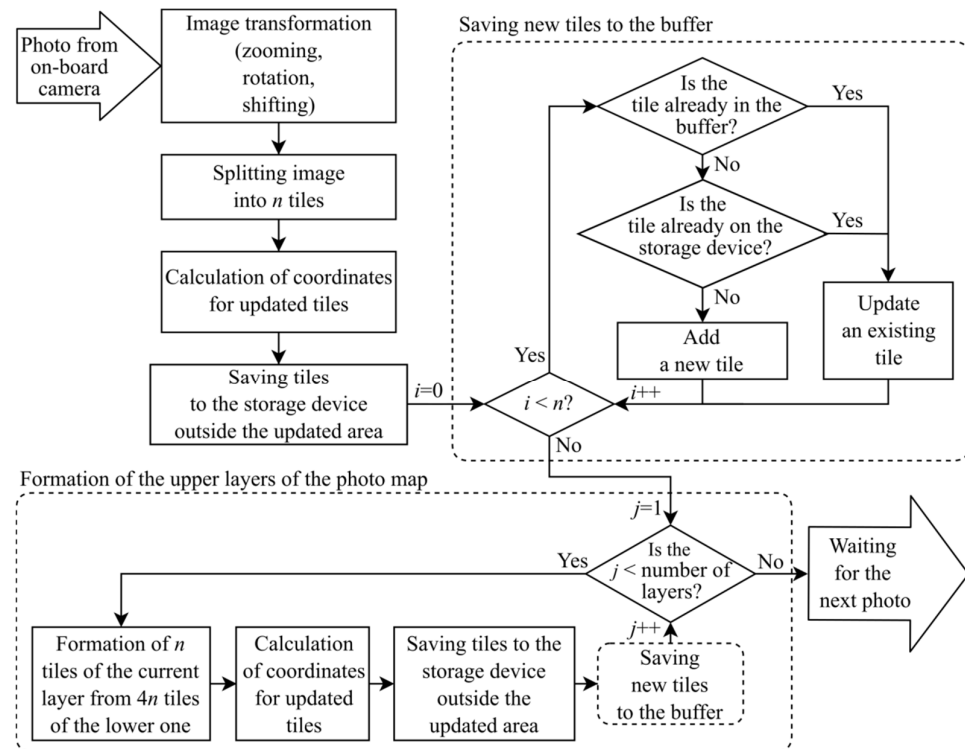 Photo from
on-board
camera
Image transformation
(zooming,
rotation,
shifting)
Splitting image
into n tiles
Calculation of coordinates
for updated tiles
Saving tiles
to the storage device
outside the updated area
i=0
Saving new tiles to the buffer
Is the
tile already in the
buffer?
Yes
No
Is the
tile already on the
storage device?
Yes
No
Add
a new tile
Update
an existing
tile
Yes
i < n?
i++
No
Formation of the upper layers of the photo map
j=1
Is the
j < number of
layers?
Yes
No
j++
Formation of n
tiles of the current
layer from 4n tiles
of the lower one
Calculation
of coordinates
for updated
tiles
Saving tiles to the
storage device
outside the
updated area
Saving
new tiles
to the buffer
Waiting
for the
next photo